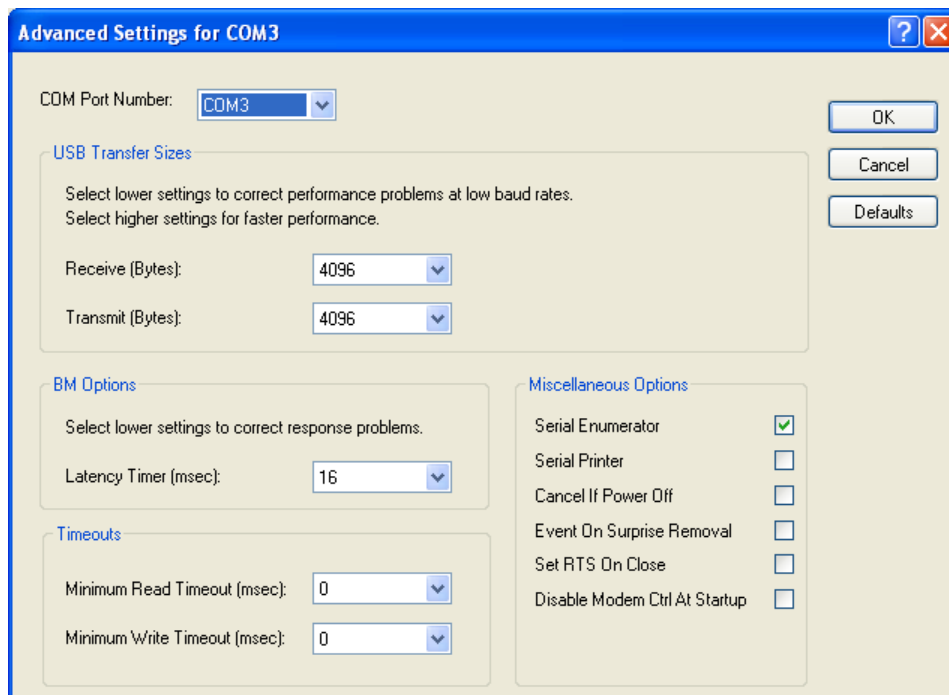 Advanced Settings for COM3
COM Port Number: COM3
OK
USB Transfer Sizes
Cancel
Select lower settings to correct performance problems at low baud rates.
Select higher settings for faster performance.
Defaults
Receive (Bytes): 4096
Transmit (Bytes): 4096
BM Options
Select lower settings to correct response problems.
Latency Timer (msec): 16
Timeouts
Minimum Read Timeout (msec): 0
Minimum Write Timeout (msec): 0
Miscellaneous Options
Serial Enumerator
Serial Printer
Cancel If Power Off
Event On Surprise Removal
Set RTS On Close
Disable Modem Ctrl At Startup